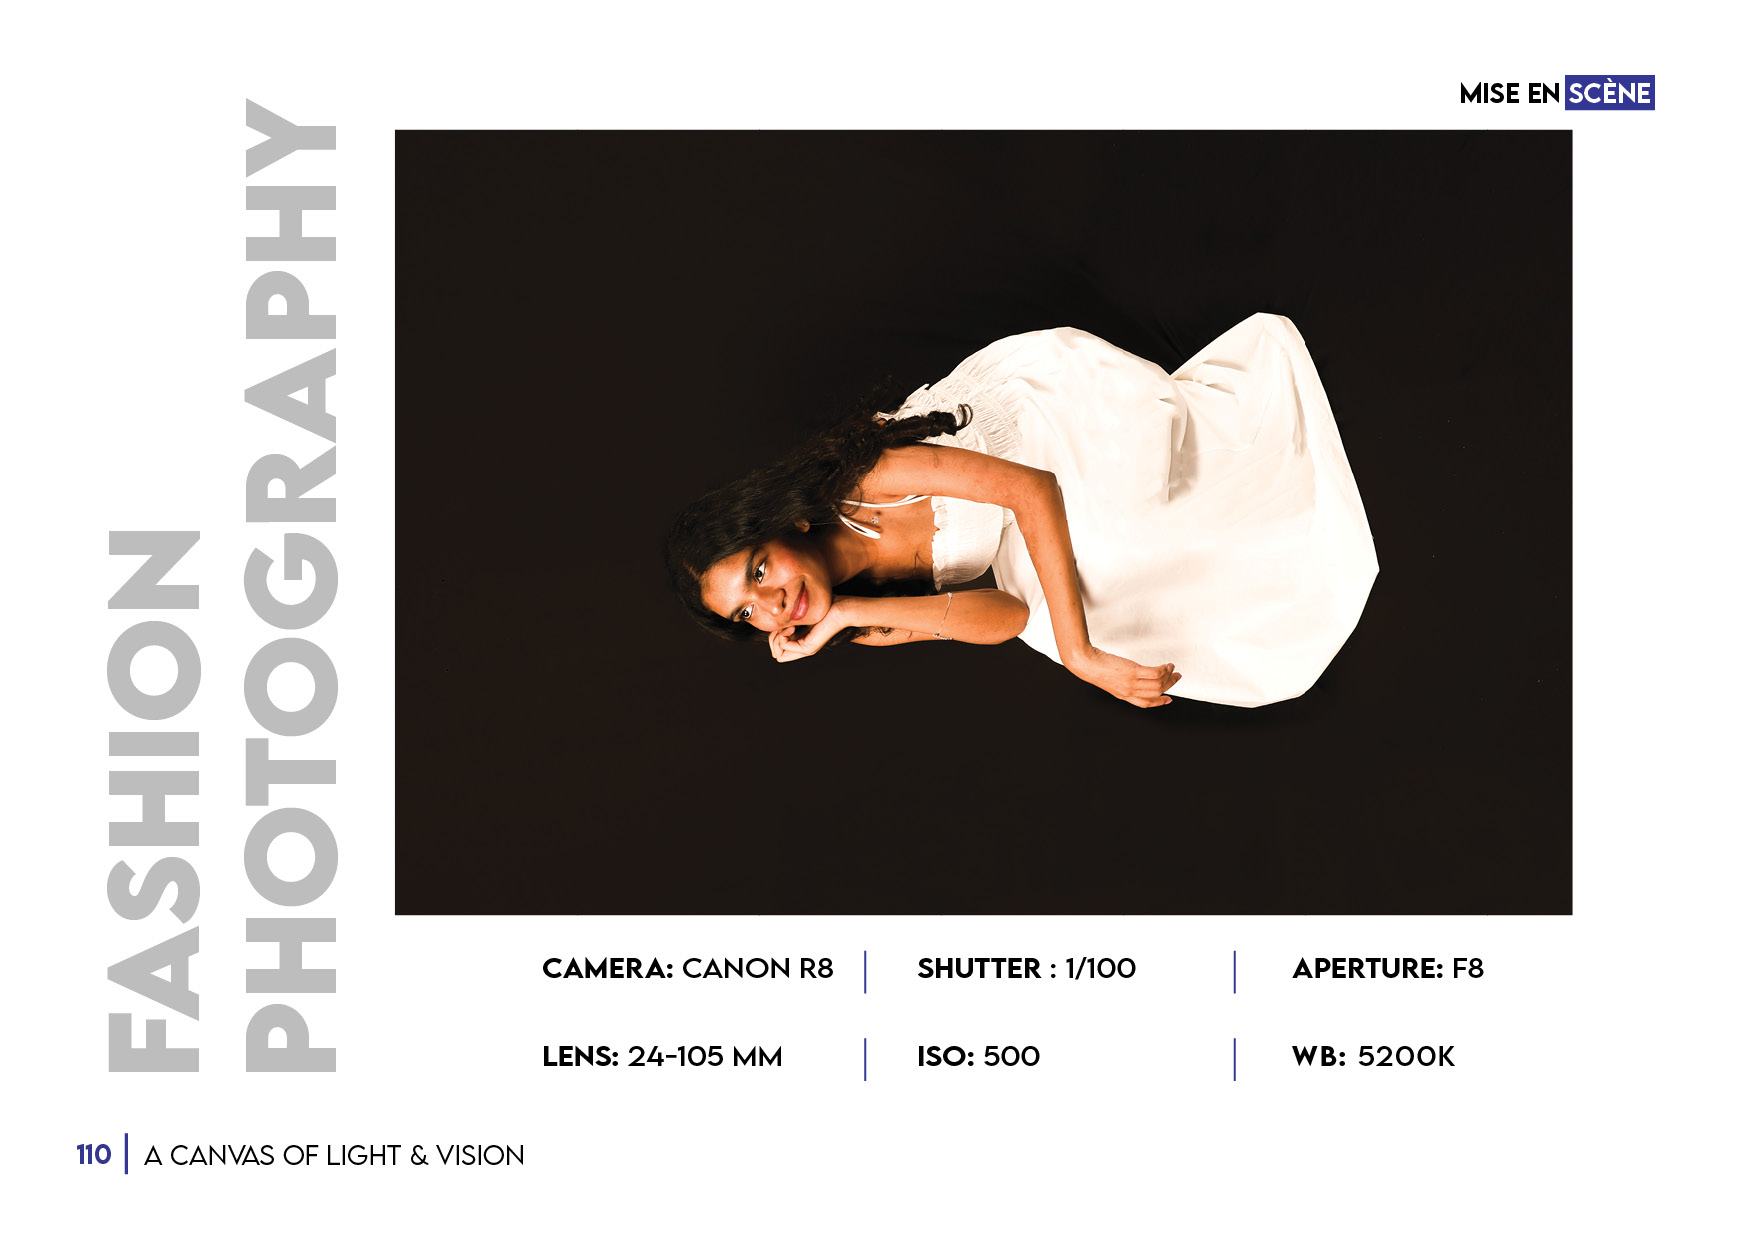 MISE EN SCÈNE
FASHION
PHOTOGRAPHY
CAMERA: CANON R8
SHUTTER : 1/100
APERTURE: F8
LENS: 24-105 MM
ISO: 500
WB: 5200K
110
A CANVAS OF LIGHT & VISION